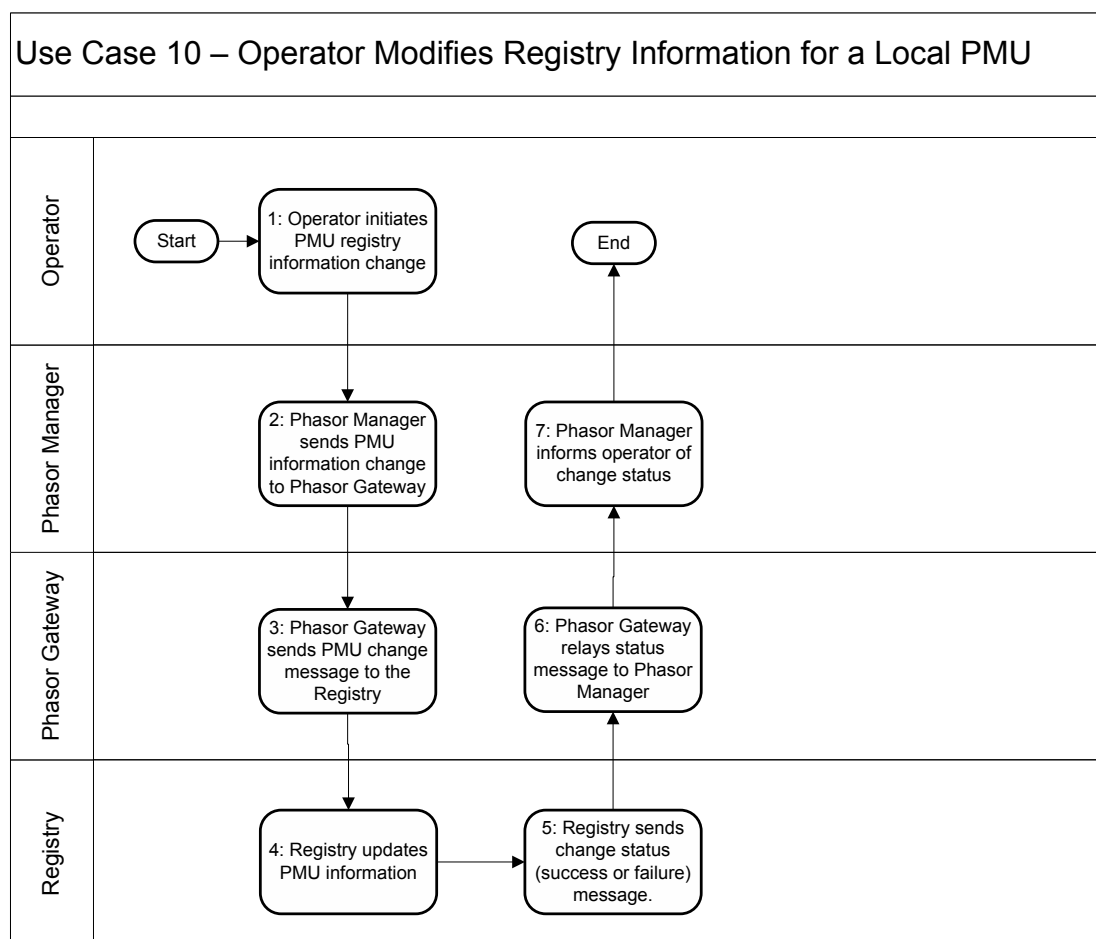 Use Case 10 – Operator Modifies Registry Information for a Local PMU
Operator
Start
1: Operator initiates
PMU registry
information change
End
Phasor Manager
2: Phasor Manager
sends PMU
information change
to Phasor Gateway
7: Phasor Manager
informs operator of
change status
Phasor Gateway
3: Phasor Gateway
sends PMU change
message to the
Registry
6: Phasor Gateway
relays status
message to Phasor
Manager
Registry
4: Registry updates
PMU information
5: Registry sends
change status
(success or failure)
message.